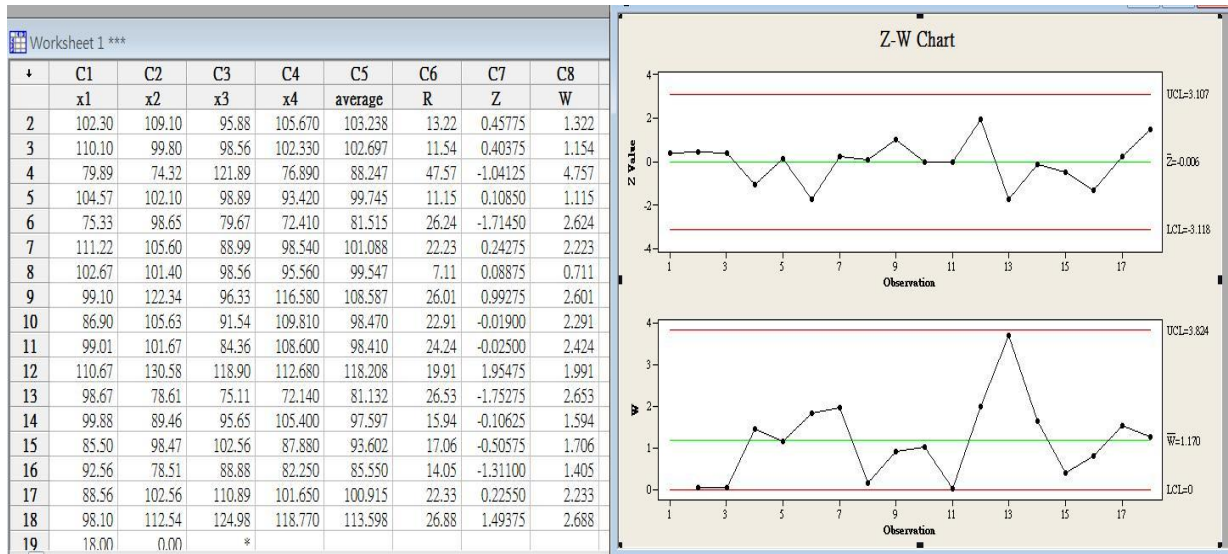 Worksheet 1 ***
C1 C2 C3 C4 C5 C6 C7 C8
x1 x2 x3 x4 average R Z W
2 102.30 109.10 95.88 105.670 103.238 13.22 0.45775 1.322
3 110.10 99.80 98.56 102.330 102.697 11.54 0.40375 1.154
4 79.89 74.32 121.89 76.890 88.247 47.57 -1.04125 4.757
5 104.57 102.10 98.89 93.420 99.745 11.15 0.10850 1.115
6 75.33 98.65 79.67 72.410 81.515 26.24 -1.71450 2.624
7 111.22 105.60 88.99 98.540 101.088 22.23 0.24275 2.223
8 102.67 101.40 98.56 95.560 99.547 7.11 0.08875 0.711
9 99.10 122.34 96.33 116.580 108.587 26.01 0.99275 2.601
10 86.90 105.63 91.54 109.810 98.470 22.91 -0.01900 2.291
11 99.01 101.67 84.36 108.600 98.410 24.24 -0.02500 2.424
12 110.67 130.58 118.90 112.680 118.208 19.91 1.95475 1.991
13 98.67 78.61 75.11 72.140 81.132 26.53 -1.75275 2.653
14 99.88 89.46 95.65 105.400 97.597 15.94 -0.10625 1.594
15 85.50 98.47 102.56 87.880 93.602 17.06 -0.50575 1.706
16 92.56 78.51 88.88 82.250 85.550 14.05 -1.31100 1.405
17 88.56 102.56 110.89 101.650 100.915 22.33 0.22550 2.233
18 98.10 112.54 124.98 118.770 113.598 26.88 1.49375 2.688
19 18.00 0.00 *
Z-W Chart
4
2
0
-2
-4
Z Value
UCL=3.107
Z̄=-0.006
LCL=-3.118
1 3 5 7 9 11 13 15 17
Observation
4
3
2
1
0
W
UCL=3.824
W̄=1.170
LCL=0
1 3 5 7 9 11 13 15 17
Observation